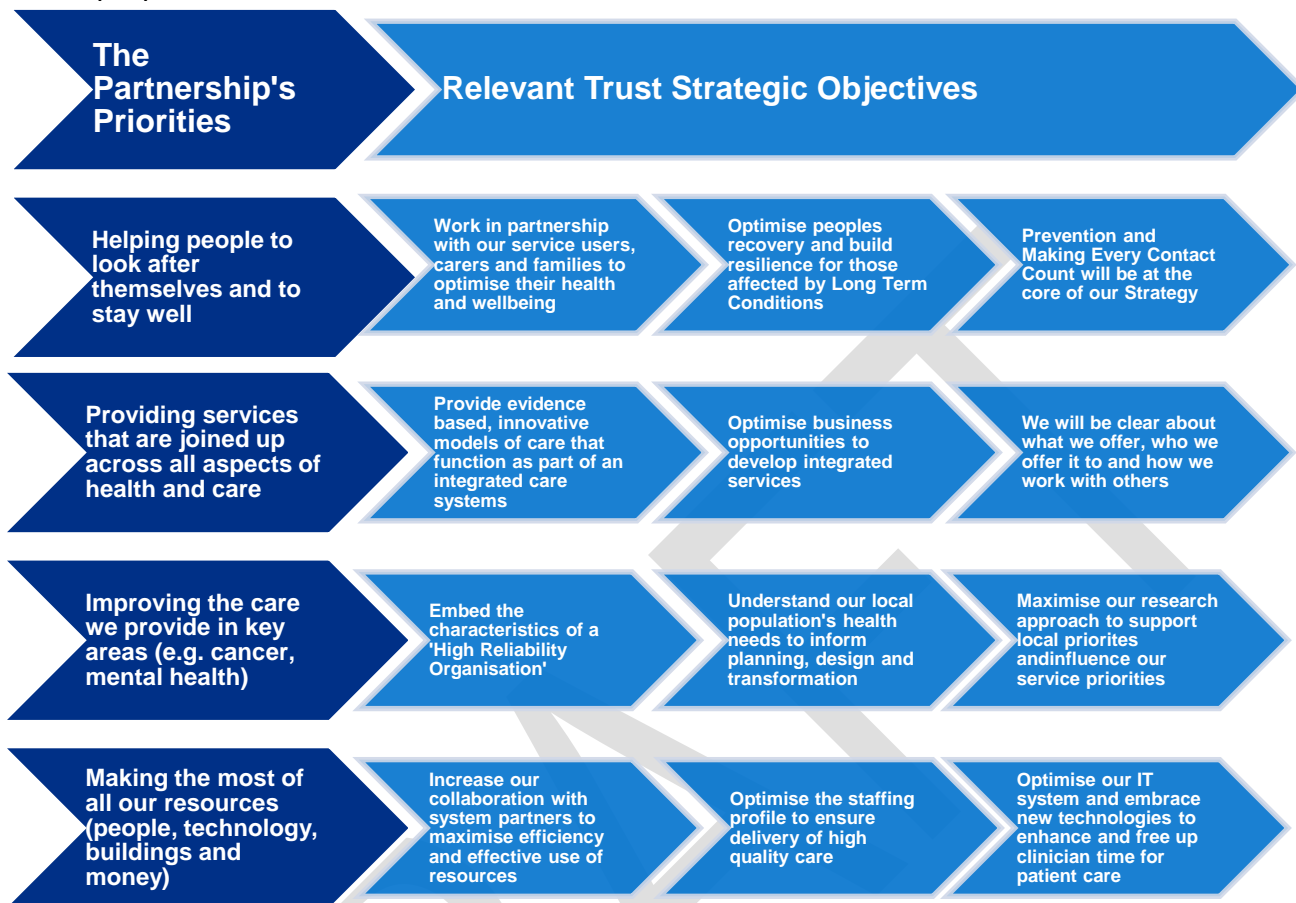 The
Partnership's
Priorities
Relevant Trust Strategic Objectives
Helping people to
look after
themselves and to
stay well
Work in partnership
with our service users,
carers and families to
optimise their health
and wellbeing
Optimise peoples
recovery and build
resilience for those
affected by Long Term
Conditions
Prevention and
Making Every Contact
Count will be at the
core of our Strategy
Providing services
that are joined up
across all aspects of
health and care
Provide evidence
based, innovative
models of care that
function as part of an
integrated care
systems
Optimise business
opportunities to
develop integrated
services
We will be clear about
what we offer, who we
offer it to and how we
work with others
Improving the care
we provide in key
areas (e.g. cancer,
mental health)
Embed the
characteristics of a
'High Reliability
Organisation'
Understand our local
population's health
needs to inform
planning, design and
transformation
Maximise our research
approach to support
local priorites
andinfluence our
service priorities
Making the most of
all our resources
(people, technology,
buildings and
money)
Increase our
collaboration with
system partners to
maximise efficiency
and effective use of
resources
Optimise the staffing
profile to ensure
delivery of high
quality care
Optimise our IT
system and embrace
new technologies to
enhance and free up
clinician time for
patient care